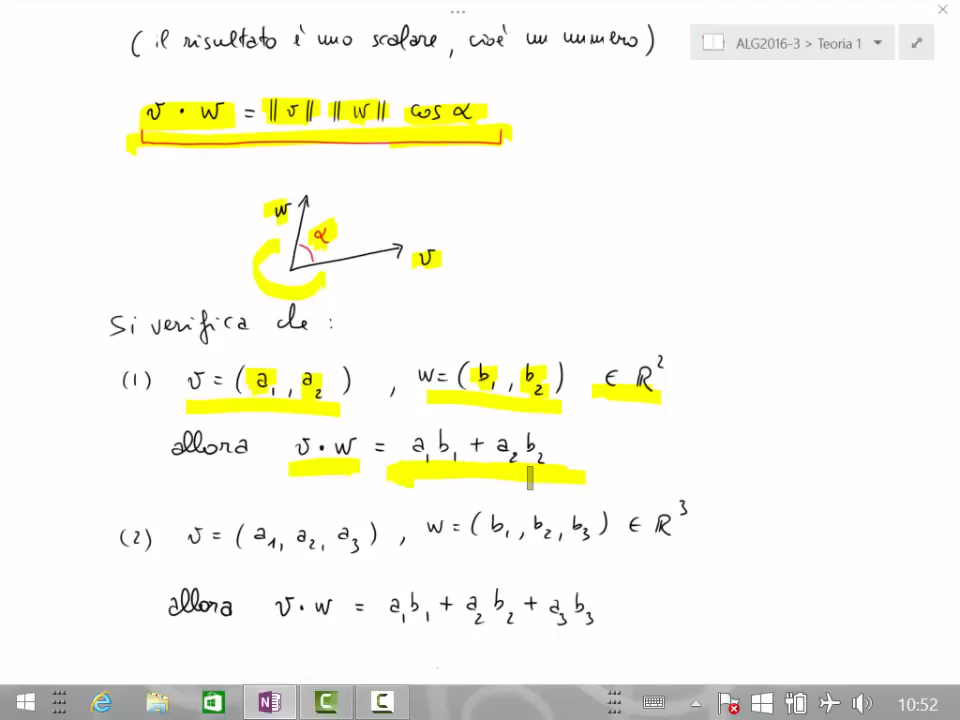 (il risultato è uno scalare, cioè un numero)
ALG2016-3 > Teoria 1
v · w = ||v|| ||w|| cos α
w
α
v
Si verifica che :
(1) v = (a₁, a₂) , w = (b₁, b₂) ∈ ℝ²
allora v · w = a₁b₁ + a₂b₂
(2) v = (a₁, a₂, a₃) , w = (b₁, b₂, b₃) ∈ ℝ³
allora v · w = a₁b₁ + a₂b₂ + a₃b₃
10:52